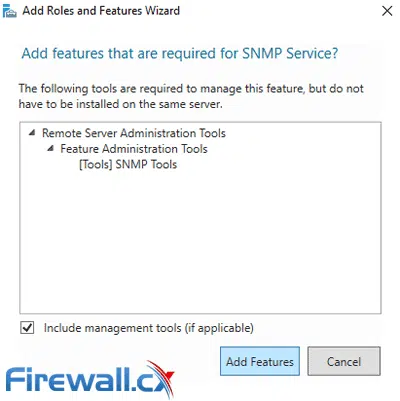 Add Roles and Features Wizard
Add features that are required for SNMP Service?
The following tools are required to manage this feature, but do not
have to be installed on the same server.
Remote Server Administration Tools
Feature Administration Tools
[Tools] SNMP Tools
Include management tools (if applicable)
Add Features
Cancel
Firewall.cx